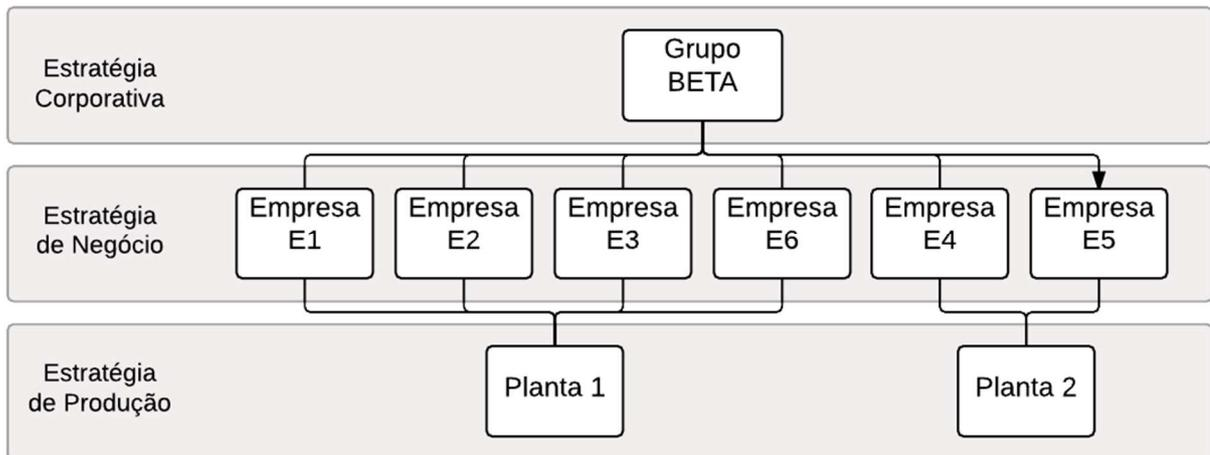 Estratégia
Corporativa
Grupo
BETA
Estratégia
de Negócio
Empresa
E1
Empresa
E2
Empresa
E3
Empresa
E6
Empresa
E4
Empresa
E5
Estratégia
de Produção
Planta 1
Planta 2